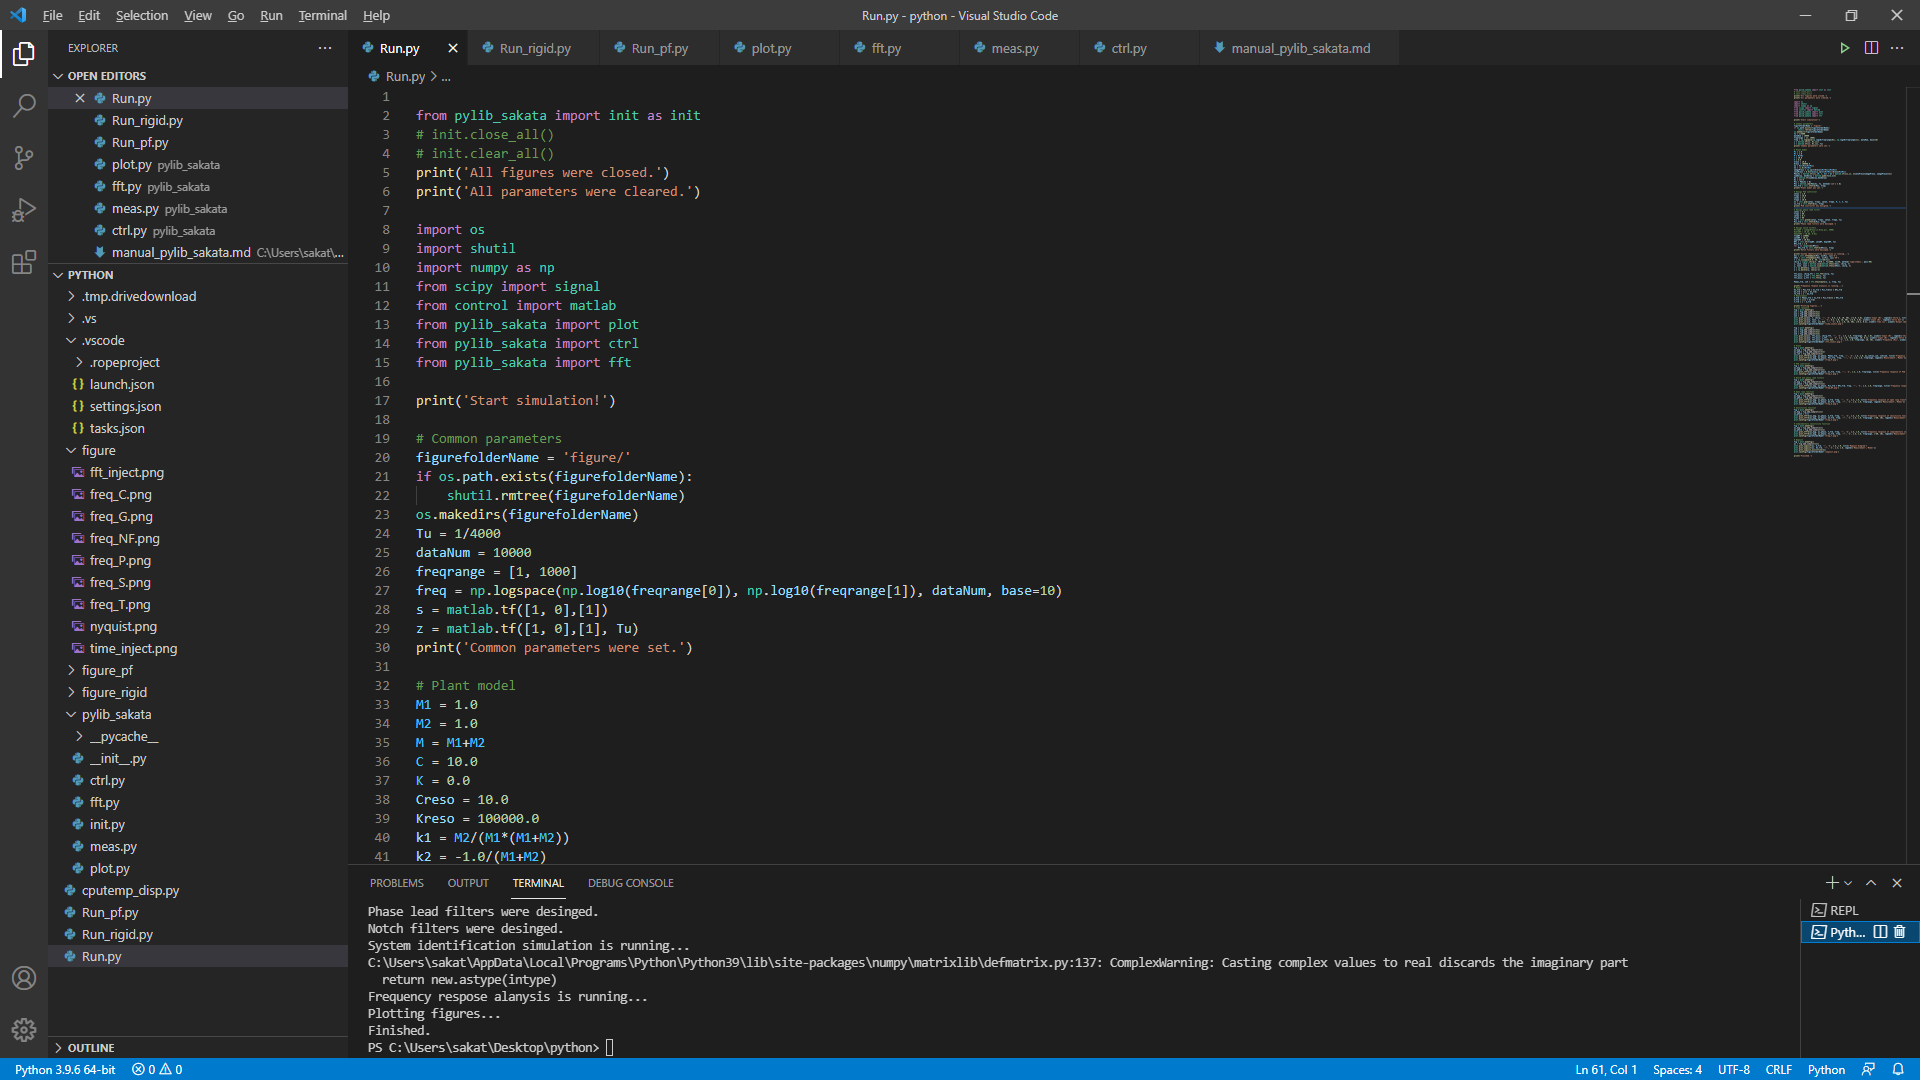 File Edit Selection View Go Run Terminal Help
Run.py - python - Visual Studio Code
EXPLORER
OPEN EDITORS
Run.py
Run_rigid.py
Run_pf.py
plot.py pylib_sakata
fft.py pylib_sakata
meas.py pylib_sakata
ctrl.py pylib_sakata
manual_pylib_sakata.md C:\Users\sakat\...
PYTHON
.tmp.drivedownload
.vs
.vscode
.ropeproject
launch.json
settings.json
tasks.json
figure
fft_inject.png
freq_C.png
freq_G.png
freq_NF.png
freq_P.png
freq_S.png
freq_T.png
nyquist.png
time_inject.png
figure_pf
figure_rigid
pylib_sakata
__pycache__
__init__.py
ctrl.py
fft.py
init.py
meas.py
plot.py
cputemp_disp.py
Run_pf.py
Run_rigid.py
Run.py
OUTLINE
Run.py Run_rigid.py Run_pf.py plot.py fft.py meas.py ctrl.py manual_pylib_sakata.md
Run.py > ...
1
2 from pylib_sakata import init as init
3 # init.close_all()
4 # init.clear_all()
5 print('All figures were closed.')
6 print('All parameters were cleared.')
7
8 import os
9 import shutil
10 import numpy as np
11 from scipy import signal
12 from control import matlab
13 from pylib_sakata import plot
14 from pylib_sakata import ctrl
15 from pylib_sakata import fft
16
17 print('Start simulation!')
18
19 # Common parameters
20 figurefolderName = 'figure/'
21 if os.path.exists(figurefolderName):
22 shutil.rmtree(figurefolderName)
23 os.makedirs(figurefolderName)
24 Tu = 1/4000
25 dataNum = 10000
26 freqrange = [1, 1000]
27 freq = np.logspace(np.log10(freqrange[0]), np.log10(freqrange[1]), dataNum, base=10)
28 s = matlab.tf([1, 0],[1])
29 z = matlab.tf([1, 0],[1], Tu)
30 print('Common parameters were set.')
31
32 # Plant model
33 M1 = 1.0
34 M2 = 1.0
35 M = M1+M2
36 C = 10.0
37 K = 0.0
38 Creso = 10.0
39 Kreso = 100000.0
40 k1 = M2/(M1*(M1+M2))
41 k2 = -1.0/(M1+M2)
PROBLEMS OUTPUT TERMINAL DEBUG CONSOLE
Phase lead filters were desinged.
Notch filters were desinged.
System identification simulation is running...
C:\Users\sakat\AppData\Local\Programs\Python\Python39\lib\site-packages\numpy\matrixlib\defmatrix.py:137: ComplexWarning: Casting complex values to real discards the imaginary part
return new.astype(intype)
Frequency respose alanysis is running...
Plotting figures...
Finished.
PS C:\Users\sakat\Desktop\python>
REPL
Pyth...
Python 3.9.6 64-bit 0 0
Ln 61, Col 1 Spaces: 4 UTF-8 CRLF Python